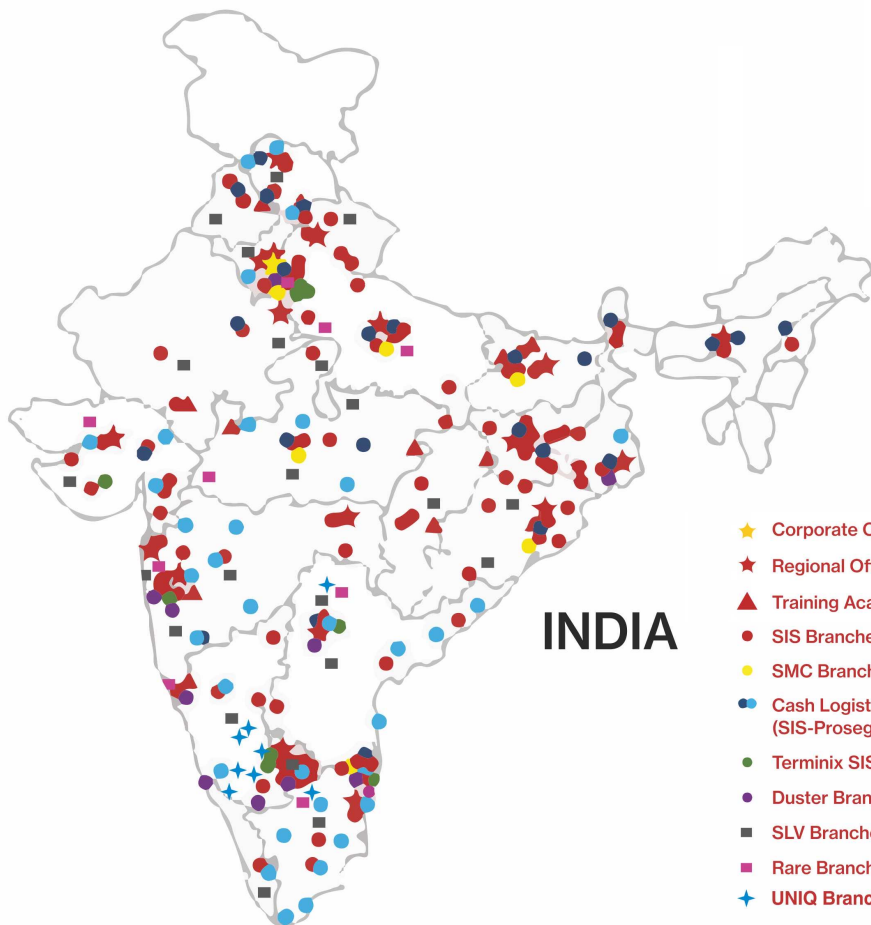 INDIA
Corporate O
Regional Of
Training Aca
SIS Branche
SMC Branch
Cash Logist
(SIS-Proseg
Terminix SIS
Duster Bran
SLV Branche
Rare Branch
UNIQ Branc